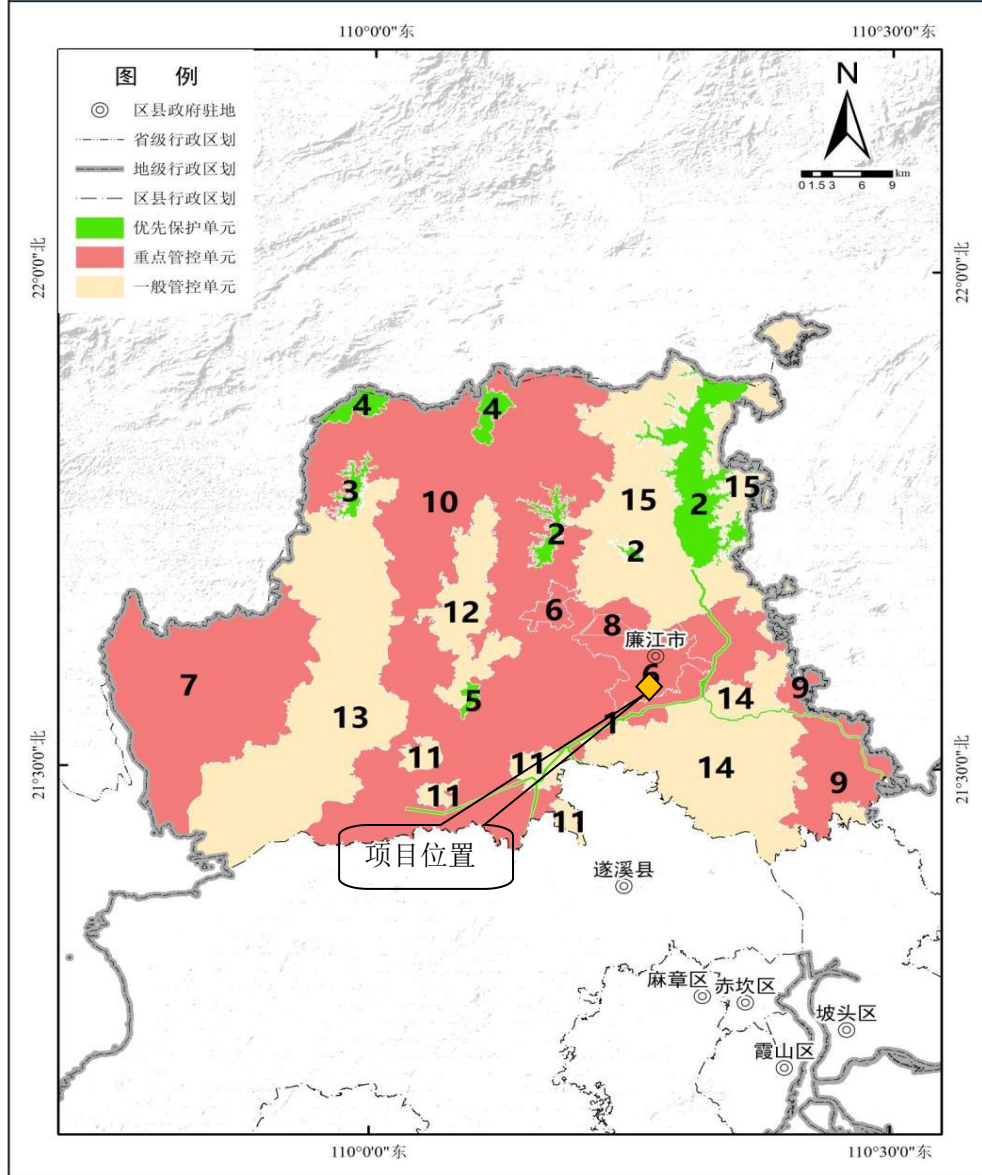 110°0'0"东
110°30'0"东
图 例
区县政府驻地
省级行政区划
地级行政区划
区县行政区划
优先保护单元
重点管控单元
一般管控单元
N
km
0 1.5 3 6 9
22°0'0"北
22°0'0"北
4
4
3
10
15
2
15
2
2
12
6
8
廉江市
6
7
5
9
14
13
1
11
11
14
9
11
11
21°30'0"北
21°30'0"北
项目位置
遂溪县
麻章区
赤坎区
坡头区
霞山区
110°0'0"东
110°30'0"东